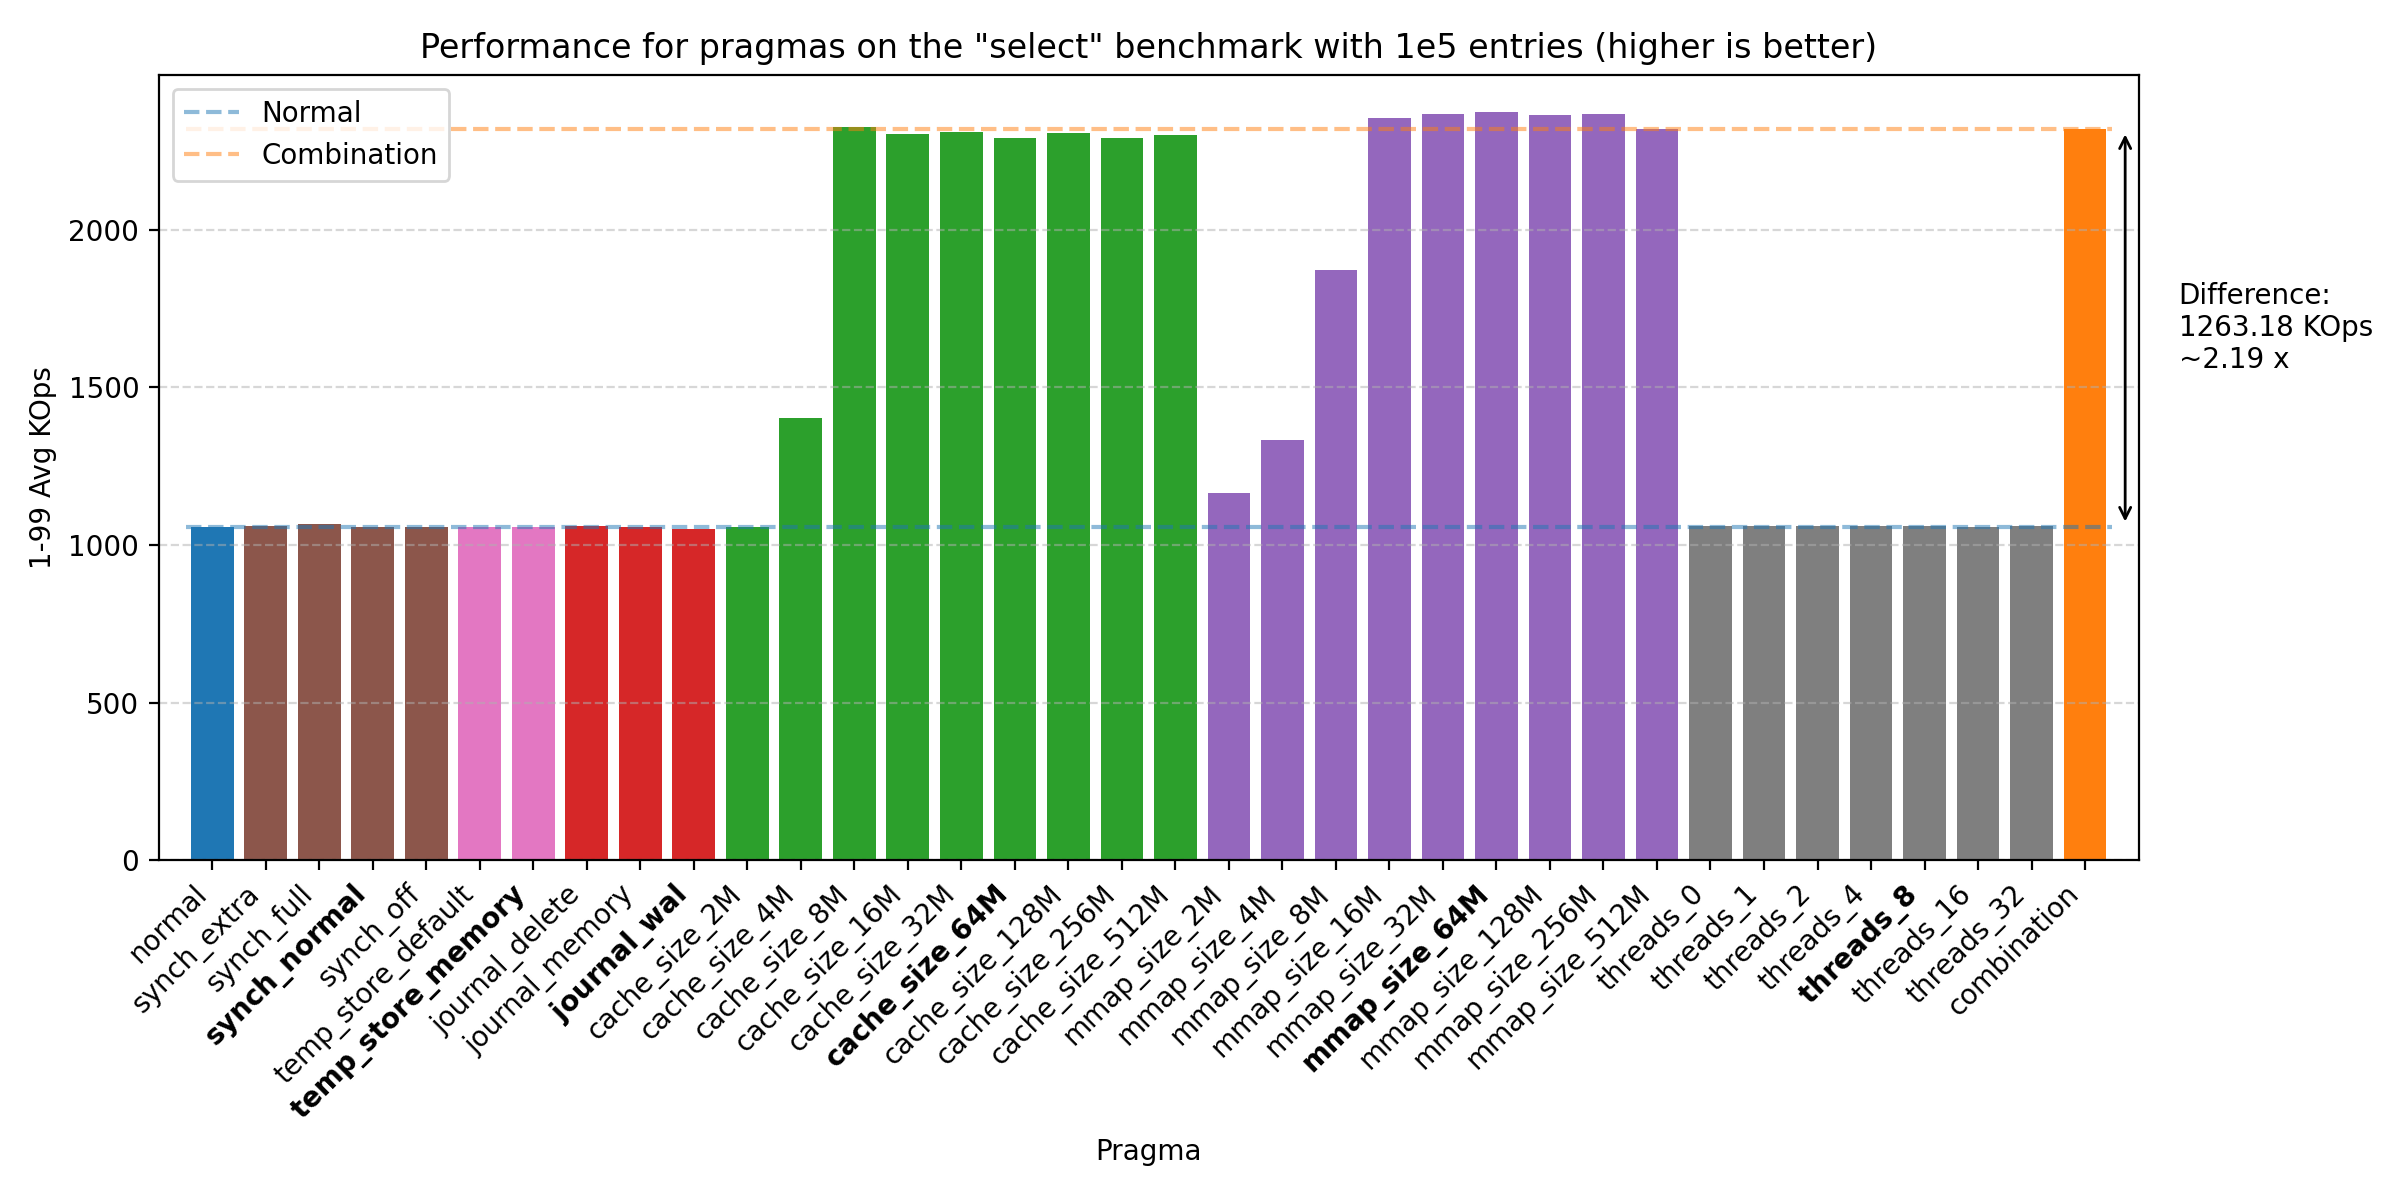 Performance for pragmas on the "select" benchmark with 1e5 entries (higher is better)
Normal
Combination
1-99 Avg KOps
2000
1500
1000
500
0
Difference:
1263.18 KOps
~2.19 x
normal
synch_extra
synch_full
synch_normal
synch_off
temp_store_default
temp_store_memory
journal_delete
journal_memory
journal_wal
cache_size_2M
cache_size_4M
cache_size_8M
cache_size_16M
cache_size_32M
cache_size_64M
cache_size_128M
cache_size_256M
cache_size_512M
mmap_size_2M
mmap_size_4M
mmap_size_8M
mmap_size_16M
mmap_size_32M
mmap_size_64M
mmap_size_128M
mmap_size_256M
mmap_size_512M
threads_0
threads_1
threads_2
threads_4
threads_8
threads_16
threads_32
combination
Pragma